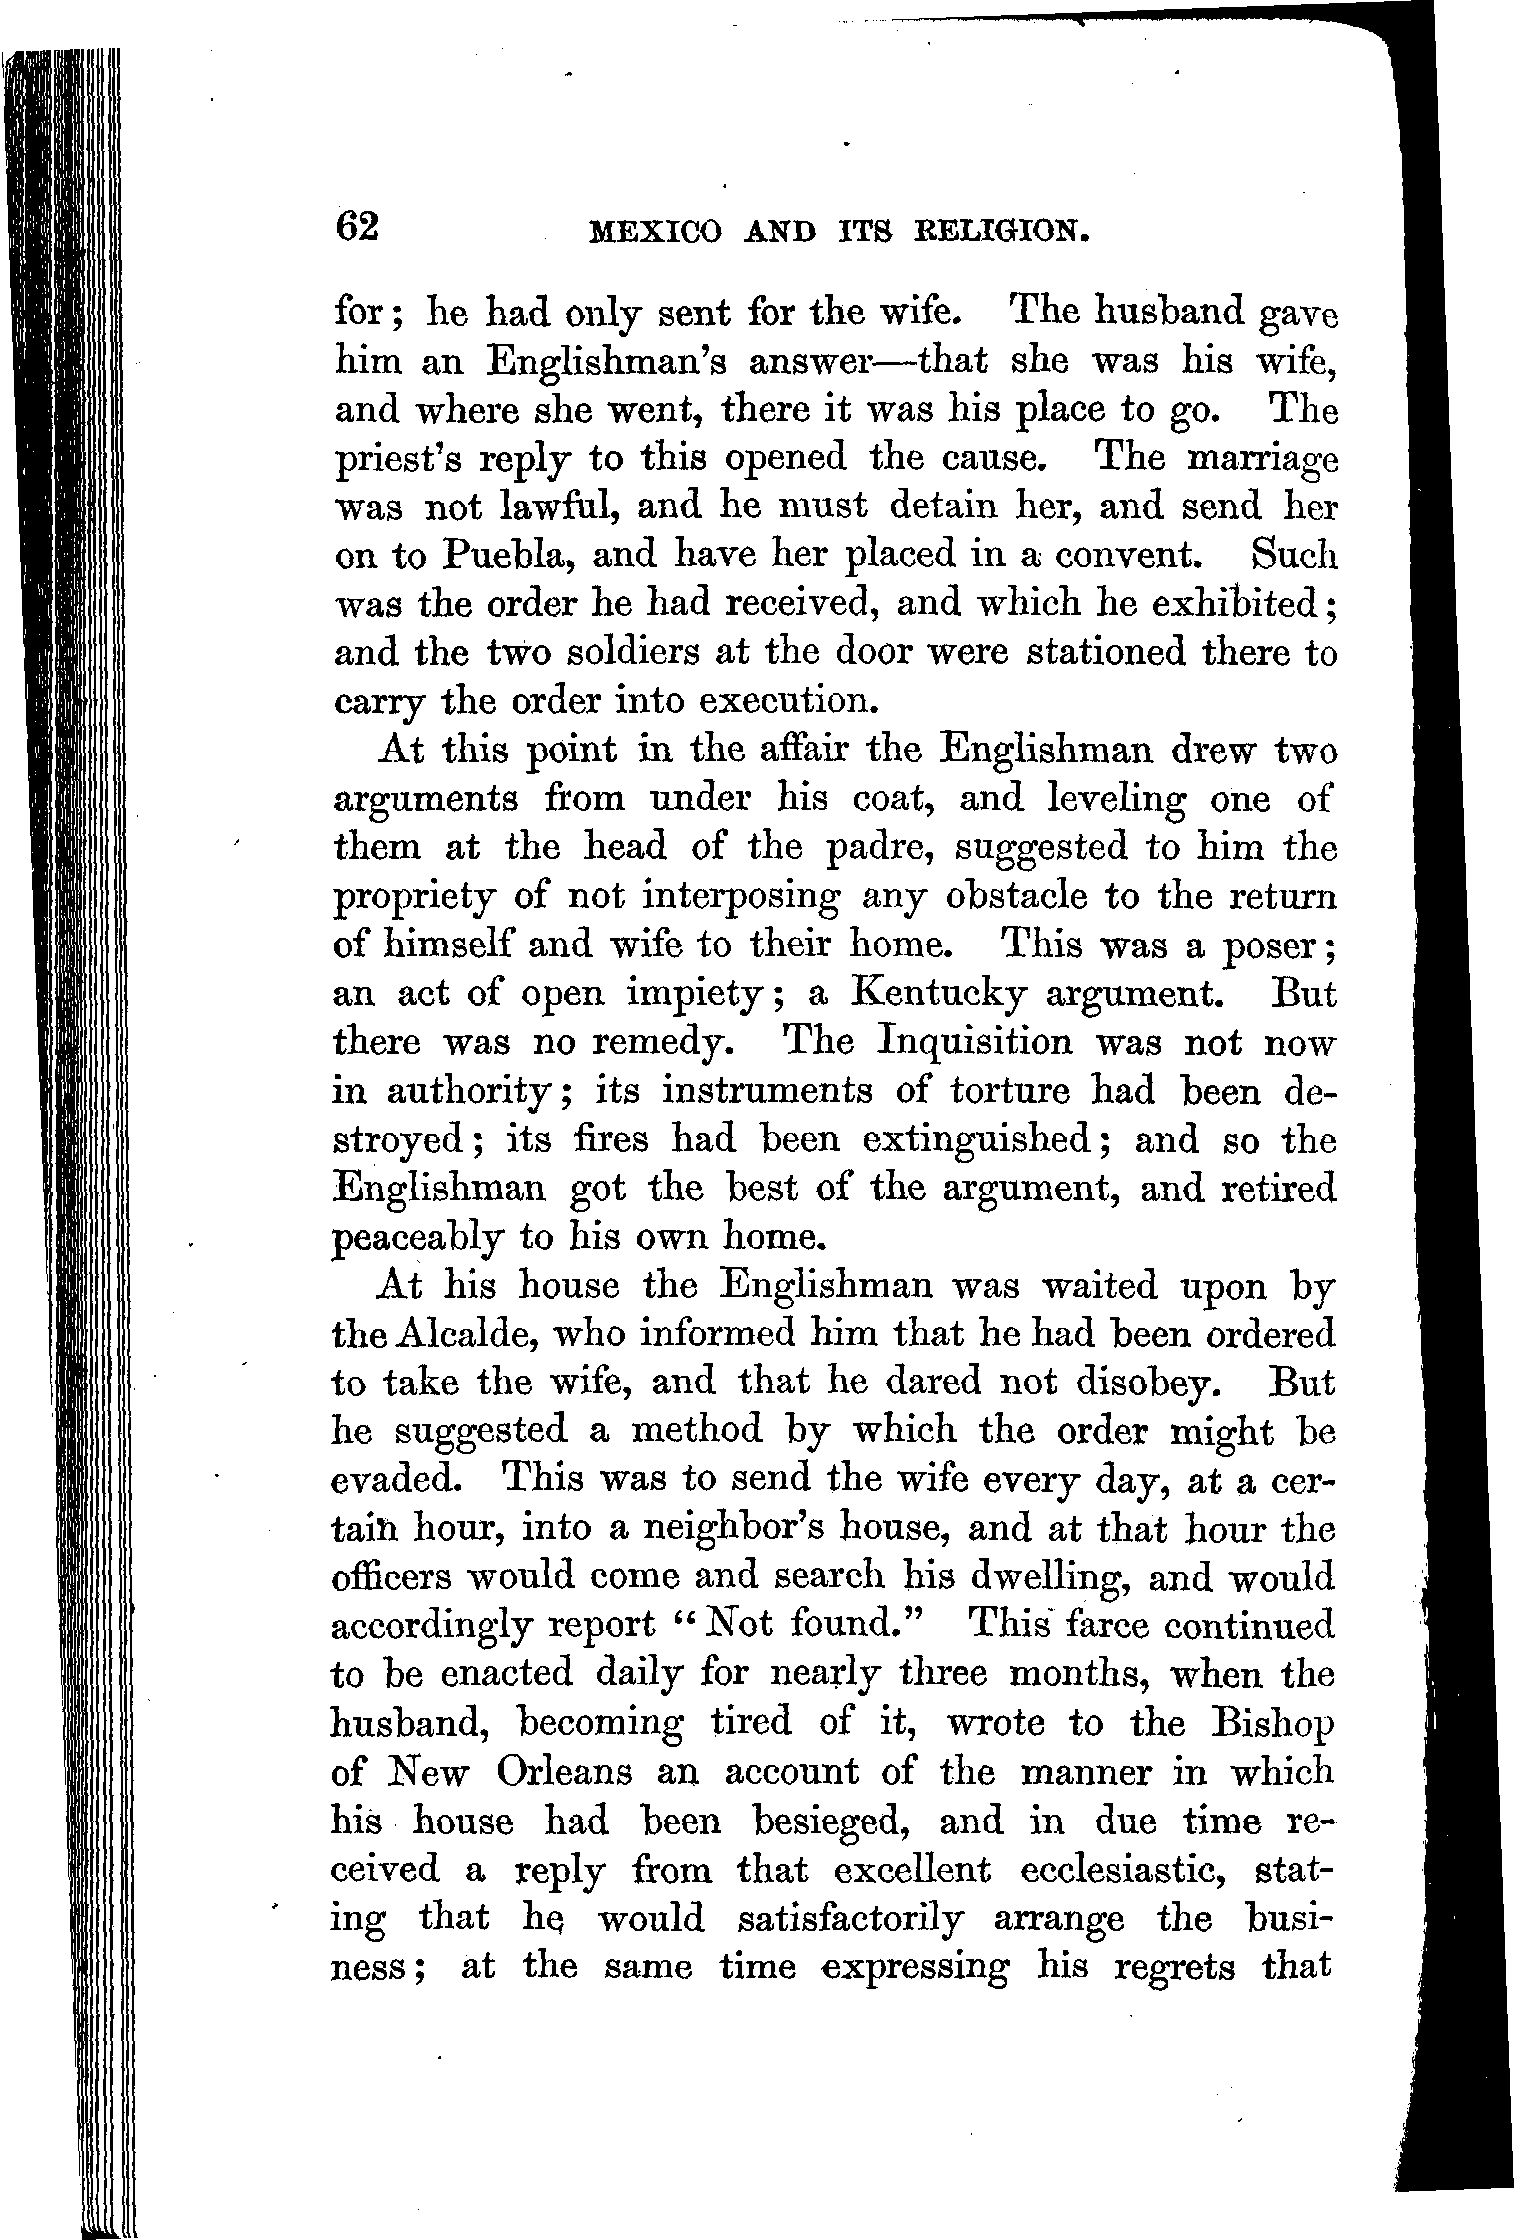 62 MEXICO AND ITS RELIGION.
for; he had only sent for the wife. The husband gave
him an Englishman's answer—that she was his wife,
and where she went, there it was his place to go. The
priest's reply to this opened the cause. The marriage
was not lawful, and he must detain her, and send her
on to Puebla, and have her placed in a convent. Such
was the order he had received, and which he exhibited;
and the two soldiers at the door were stationed there to
carry the order into execution.
At this point in the affair the Englishman drew two
arguments from under his coat, and leveling one of
them at the head of the padre, suggested to him the
propriety of not interposing any obstacle to the return
of himself and wife to their home. This was a poser;
an act of open impiety; a Kentucky argument. But
there was no remedy. The Inquisition was not now
in authority; its instruments of torture had been de-
stroyed; its fires had been extinguished; and so the
Englishman got the best of the argument, and retired
peaceably to his own home.
At his house the Englishman was waited upon by
the Alcalde, who informed him that he had been ordered
to take the wife, and that he dared not disobey. But
he suggested a method by which the order might be
evaded. This was to send the wife every day, at a cer-
tain hour, into a neighbor's house, and at that hour the
officers would come and search his dwelling, and would
accordingly report "Not found." This farce continued
to be enacted daily for nearly three months, when the
husband, becoming tired of it, wrote to the Bishop
of New Orleans an account of the manner in which
his house had been besieged, and in due time re-
ceived a reply from that excellent ecclesiastic, stat-
ing that he would satisfactorily arrange the busi-
ness; at the same time expressing his regrets that